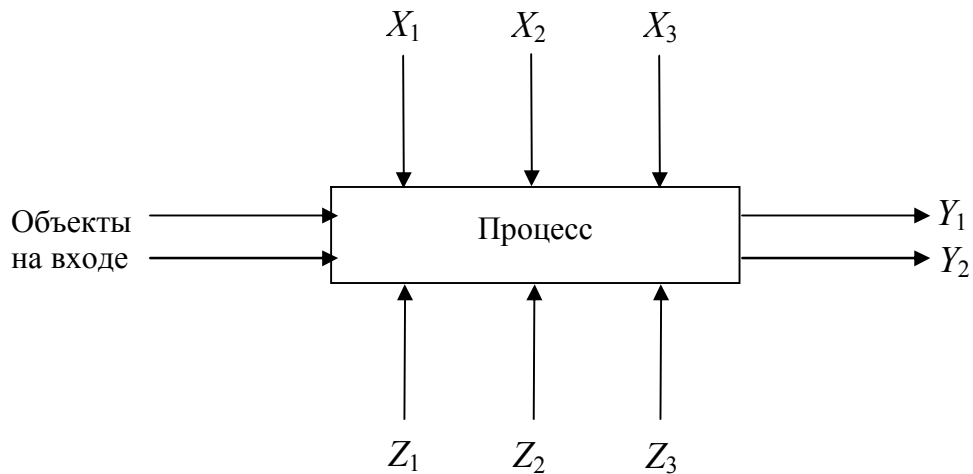 X1 X2 X3
Объекты
на входе
Процесс
Y1
Y2
Z1 Z2 Z3